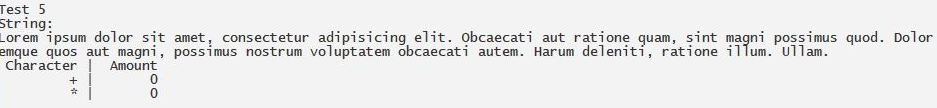 Test 5
String:
Lorem ipsum dolor sit amet, consectetur adipisicing elit. Obcaecati aut ratione quam, sint magni possimus quod. Dolor
emque quos aut magni, possimus nostrum voluptatem obcaecati autem. Harum deleniti, ratione illum. Ullam.
Character | Amount
+ | 0
* | 0